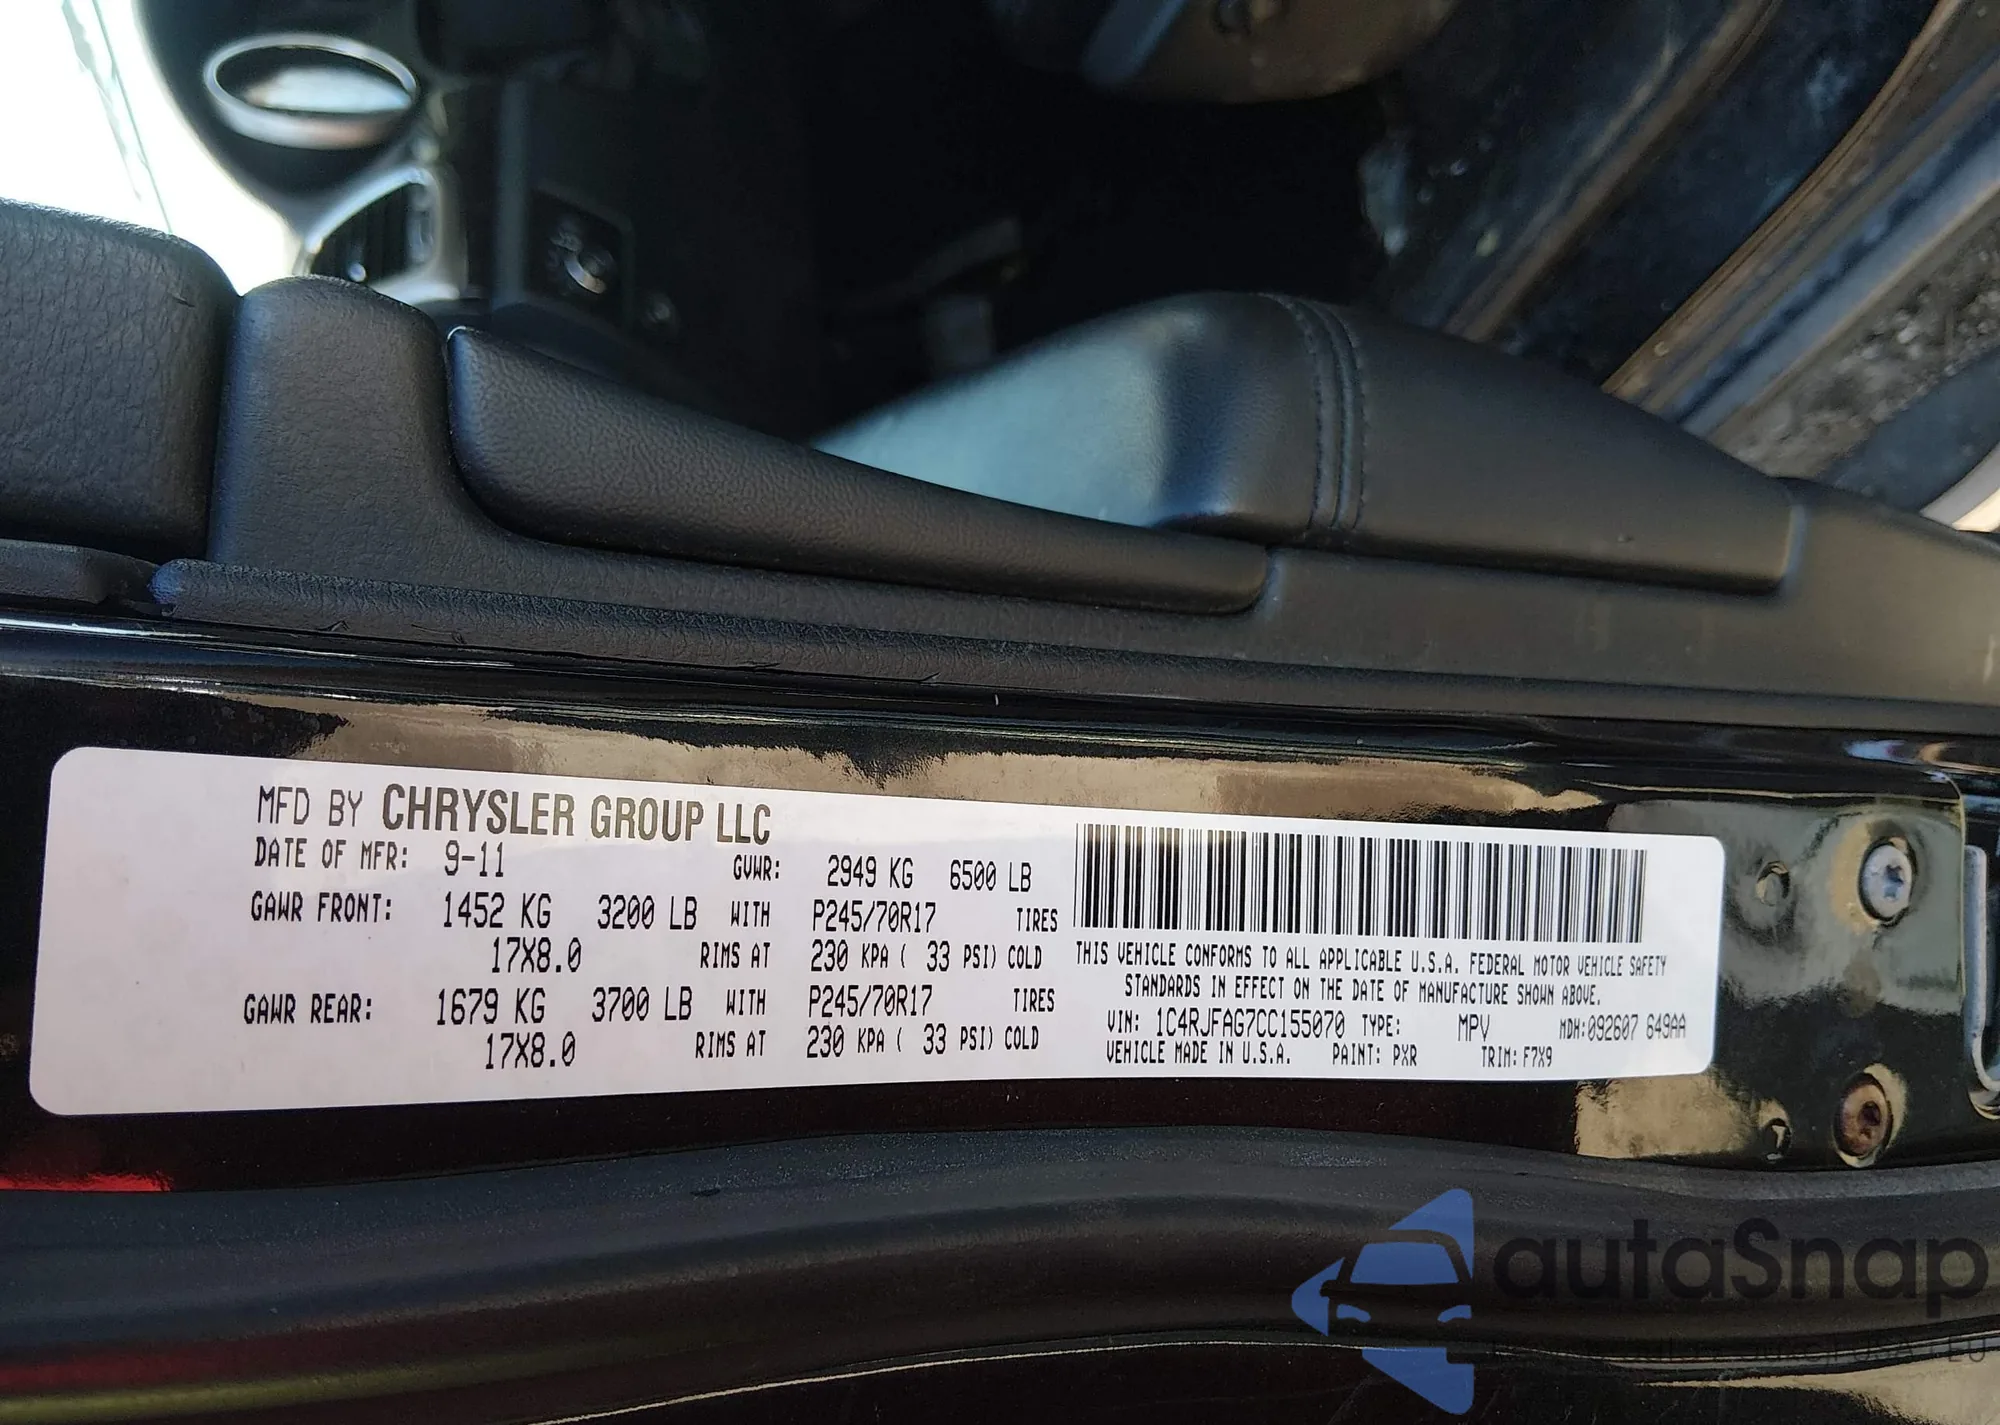 MFD BY CHRYSLER GROUP LLC
DATE OF MFR: 9-11 GVWR: 2949 KG 6500 LB
GAWR FRONT: 1452 KG 3200 LB WITH P245/70R17 TIRES
17X8.0 RIMS AT 230 KPA ( 33 PSI) COLD
GAWR REAR: 1679 KG 3700 LB WITH P245/70R17 TIRES
17X8.0 RIMS AT 230 KPA ( 33 PSI) COLD
THIS VEHICLE CONFORMS TO ALL APPLICABLE U.S.A. FEDERAL MOTOR VEHICLE SAFETY
STANDARDS IN EFFECT ON THE DATE OF MANUFACTURE SHOWN ABOVE.
VIN: 1C4RJFAG7CC155070 TYPE: MPV MDH:092607 649AA
VEHICLE MADE IN U.S.A. PAINT: PXR TRIM: F7X9
autaSnap